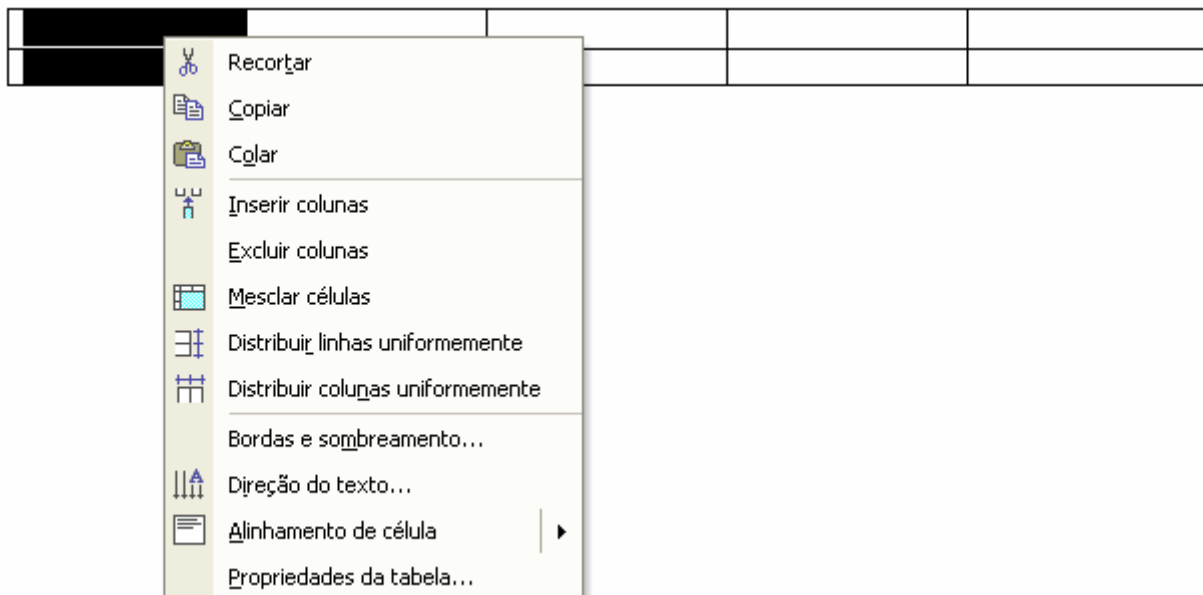 Recortar
Copiar
Colar
Inserir colunas
Excluir colunas
Mesclar células
Distribuir linhas uniformemente
Distribuir colunas uniformemente
Bordas e sombreamento...
Direção do texto...
Alinhamento de célula
Propriedades da tabela...